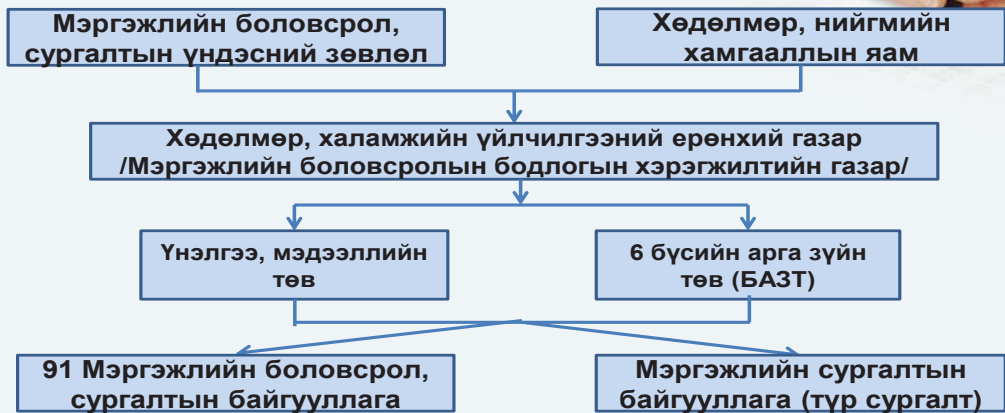 Мэргэжлийн боловсрол,
сургалтын үндэсний зөвлөл
Хөдөлмөр, нийгмийн
хамгааллын яам
Хөдөлмөр, халамжийн үйлчилгээний ерөнхий газар
/Мэргэжлийн боловсролын бодлогын хэрэгжилтийн газар/
Үнэлгээ, мэдээллийн
төв
6 бүсийн арга зүйн
төв (БАЗТ)
91 Мэргэжлийн боловсрол,
сургалтын байгууллага
Мэргэжлийн сургалтын
байгууллага (түр сургалт)